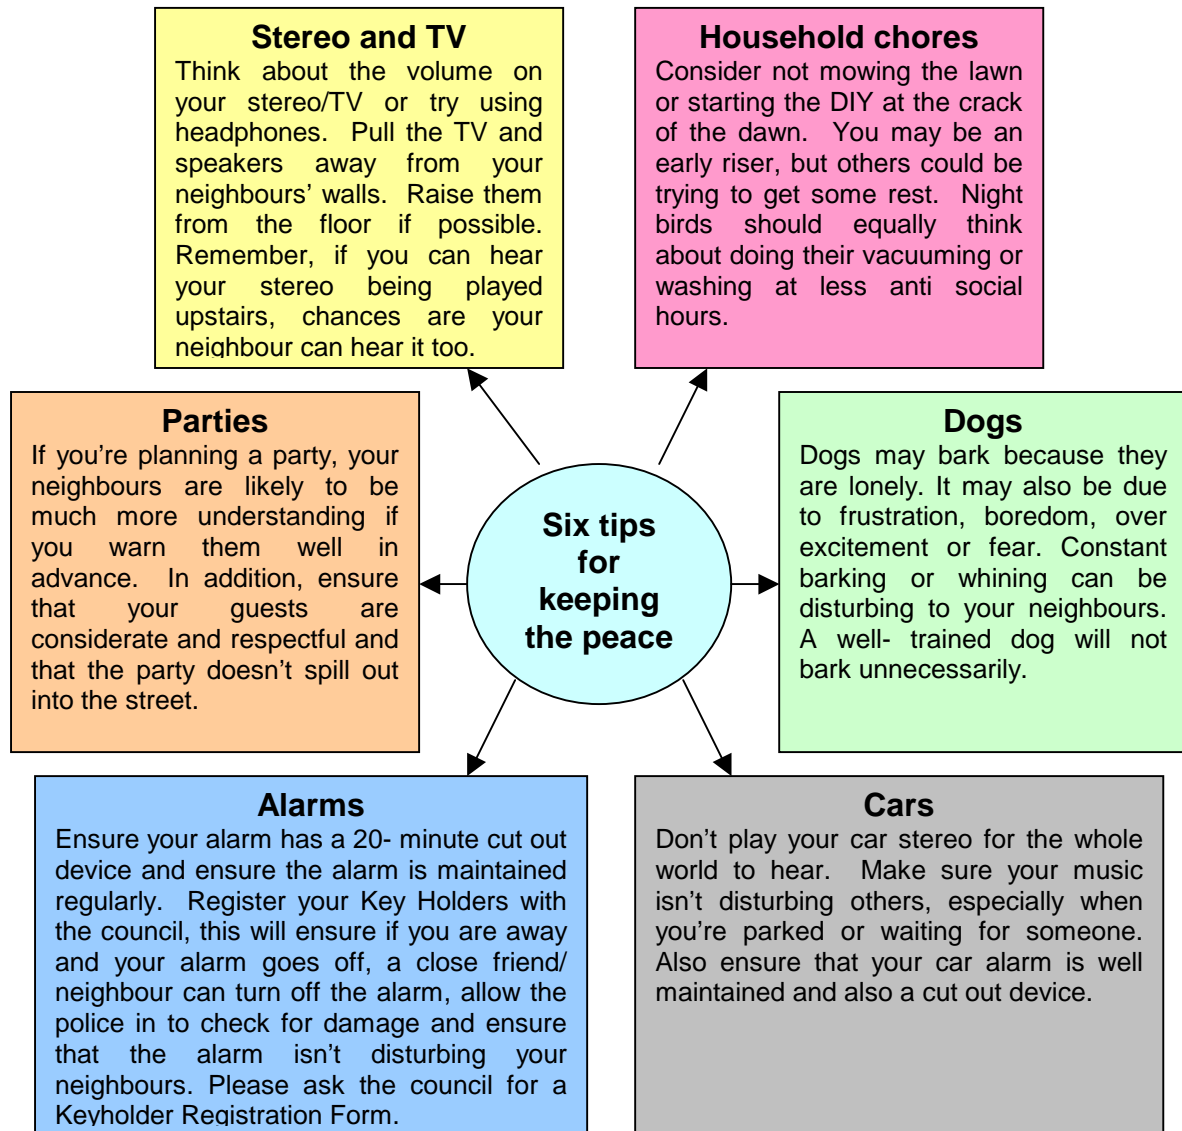 Stereo and TV
Think about the volume on
your stereo/TV or try using
headphones. Pull the TV and
speakers away from your
neighbours' walls. Raise them
from the floor if possible.
Remember, if you can hear
your stereo being played
upstairs, chances are your
neighbour can hear it too.
Household chores
Consider not mowing the lawn
or starting the DIY at the crack
of the dawn. You may be an
early riser, but others could be
trying to get some rest. Night
birds should equally think
about doing their vacuuming or
washing at less anti social
hours.
Parties
If you're planning a party, your
neighbours are likely to be
much more understanding if
you warn them well in
advance. In addition, ensure
that your guests are
considerate and respectful and
that the party doesn't spill out
into the street.
Six tips
for
keeping
the peace
Dogs
Dogs may bark because they
are lonely. It may also be due
to frustration, boredom, over
excitement or fear. Constant
barking or whining can be
disturbing to your neighbours.
A well- trained dog will not
bark unnecessarily.
Alarms
Ensure your alarm has a 20- minute cut out
device and ensure the alarm is maintained
regularly. Register your Key Holders with
the council, this will ensure if you are away
and your alarm goes off, a close friend/
neighbour can turn off the alarm, allow the
police in to check for damage and ensure
that the alarm isn't disturbing your
neighbours. Please ask the council for a
Keyholder Registration Form.
Cars
Don't play your car stereo for the whole
world to hear. Make sure your music
isn't disturbing others, especially when
you're parked or waiting for someone.
Also ensure that your car alarm is well
maintained and also a cut out device.